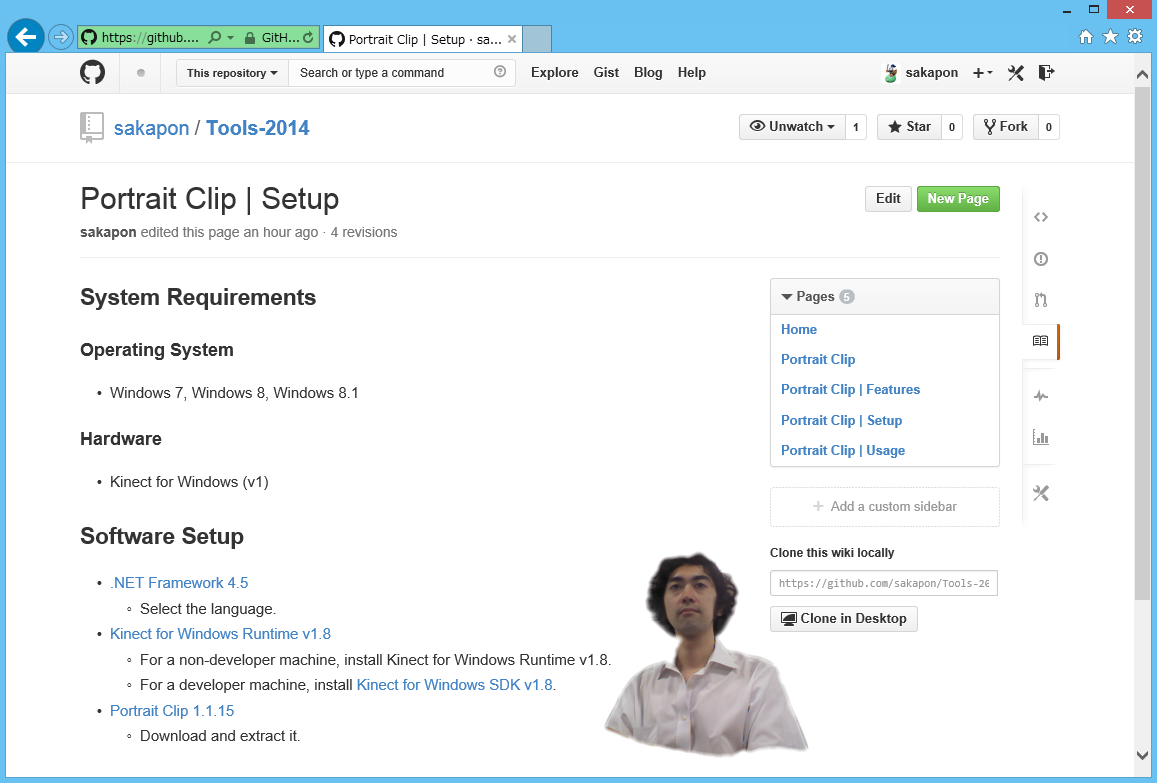 https://github.... GitH... Portrait Clip | Setup · sa...
This repository Search or type a command Explore Gist Blog Help sakapon
sakapon / Tools-2014 Unwatch 1 Star 0 Fork 0
Portrait Clip | Setup Edit New Page
sakapon edited this page an hour ago · 4 revisions
System Requirements
Pages 5
Home
Operating System
Portrait Clip
• Windows 7, Windows 8, Windows 8.1
Portrait Clip | Features
Portrait Clip | Setup
Hardware
Portrait Clip | Usage
• Kinect for Windows (v1)
+ Add a custom sidebar
Software Setup
Clone this wiki locally
https://github.com/sakapon/Tools-20
Clone in Desktop
• .NET Framework 4.5
◦ Select the language.
• Kinect for Windows Runtime v1.8
◦ For a non-developer machine, install Kinect for Windows Runtime v1.8.
◦ For a developer machine, install Kinect for Windows SDK v1.8.
• Portrait Clip 1.1.15
◦ Download and extract it.